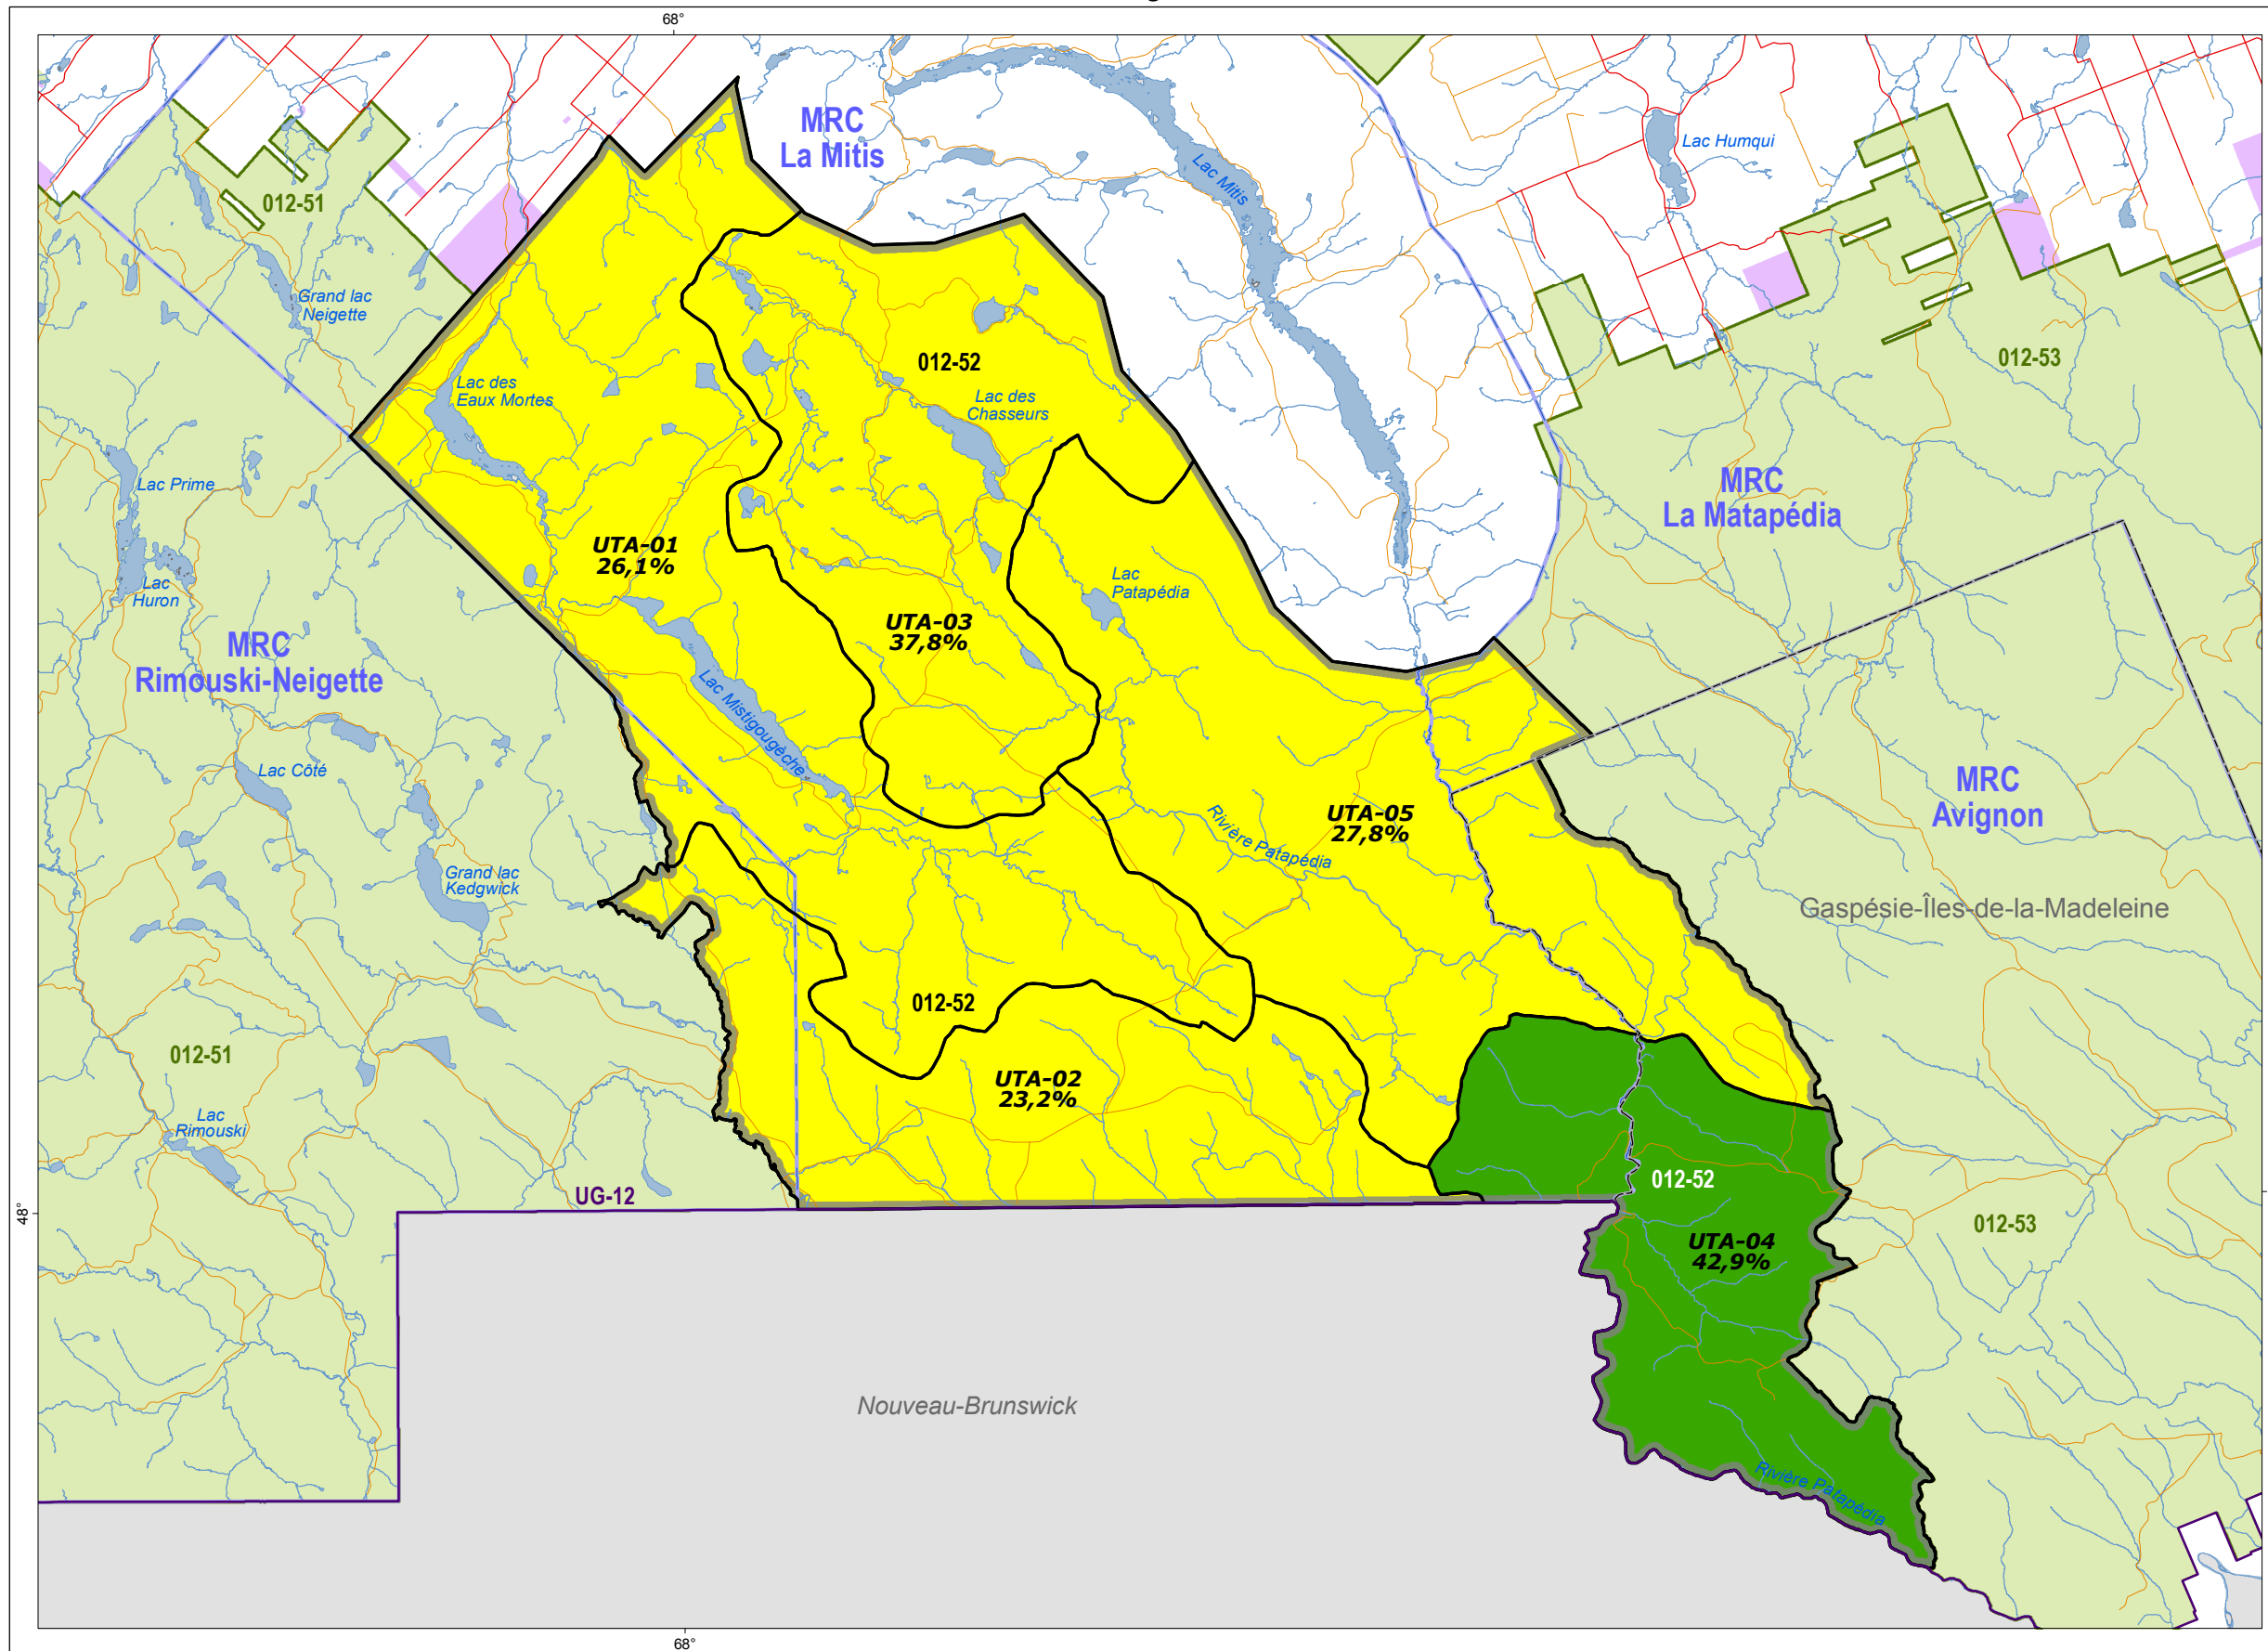 68°
MRC
La Mitis
Lac Mitis
Lac Humqui
012-51
Grand lac
Neigette
012-52
012-53
Lac des
Eaux Mortes
Lac des
Chasseurs
Lac Prime
MRC
La Matapédia
UTA-01
26,1%
Lac
Huron
Lac
Patapédia
UTA-03
37,8%
MRC
Rimouski-Neigette
Lac Mistigougèche
Lac Côté
MRC
Avignon
UTA-05
27,8%
Rivière Patapédia
Grand lac
Kedgwick
Gaspésie-Îles-de-la-Madeleine
012-52
012-51
UTA-02
23,2%
Lac
Rimouski
012-52
UG-12
48°
012-53
UTA-04
42,9%
Nouveau-Brunswick
Rivière Patapédia
68°